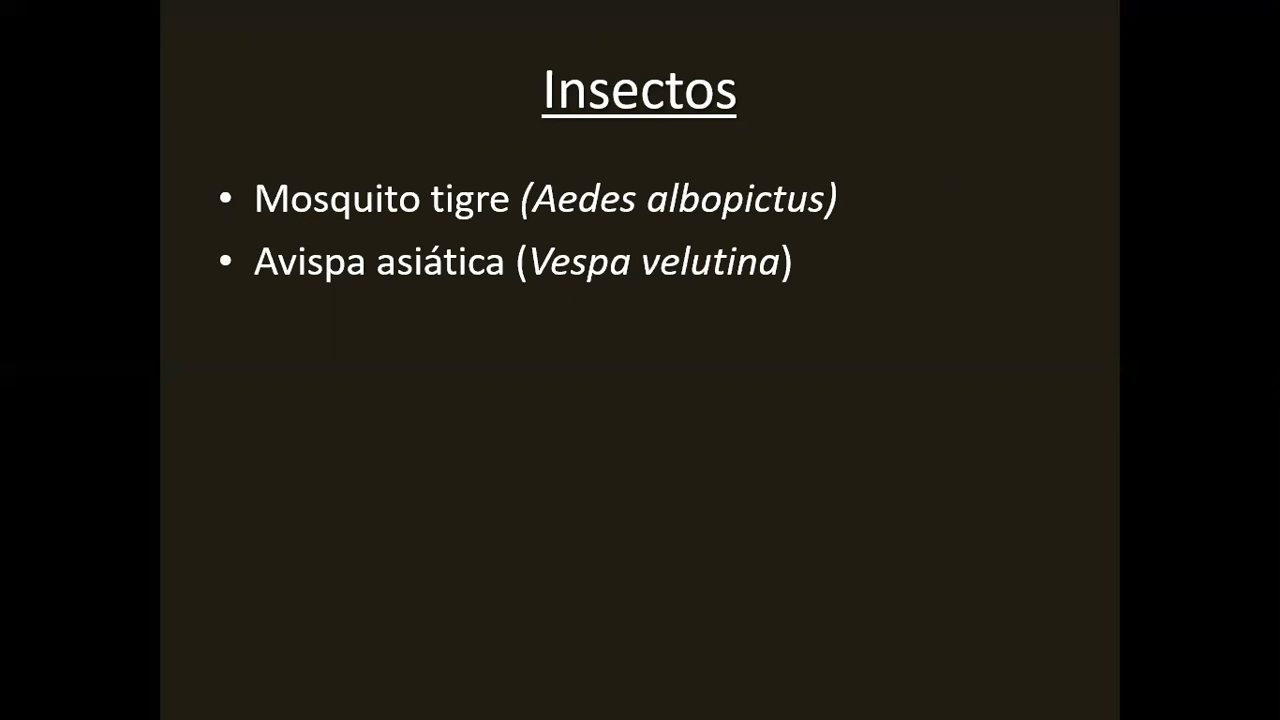 Insectos
• Mosquito tigre (Aedes albopictus)
• Avispa asiática (Vespa velutina)